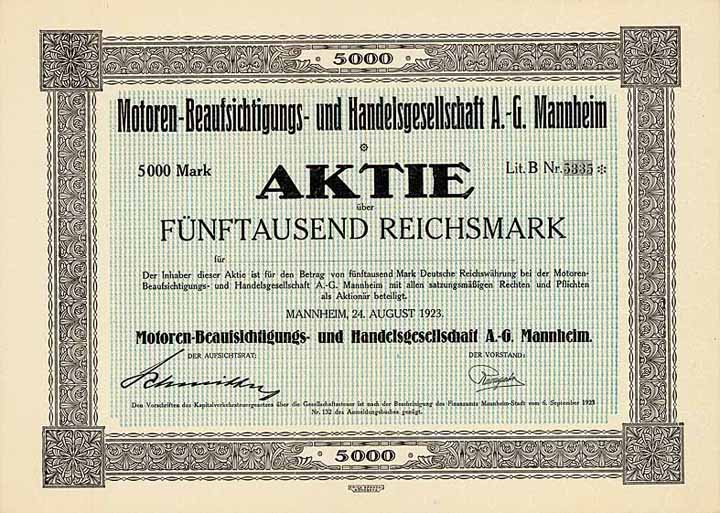 5000
Motoren-Beaufsichtigungs- und Handelsgesellschaft A.-G. Mannheim
5000 Mark
AKTIE
Lit. B Nr. 5335 *
über
FÜNFTAUSEND REICHSMARK
für
Der Inhaber dieser Aktie ist für den Betrag von fünftausend Mark Deutsche Reichswährung bei der Motoren-
Beaufsichtigungs- und Handelsgesellschaft A.-G. Mannheim mit allen satzungsmäßigen Rechten und Pflichten
als Aktionär beteiligt.
MANNHEIM, 24. AUGUST 1923.
Motoren-Beaufsichtigungs- und Handelsgesellschaft A.-G. Mannheim.
DER AUFSICHTSRAT:
DER VORSTAND:
Den Vorschriften des Kapitalverkehrsteuergesetzes über die Gesellschaftssteuer ist nach der Bescheinigung des Finanzamts Mannheim-Stadt vom 6. September 1923
Nr. 132 des Anmeldungsbuches genügt.
5000